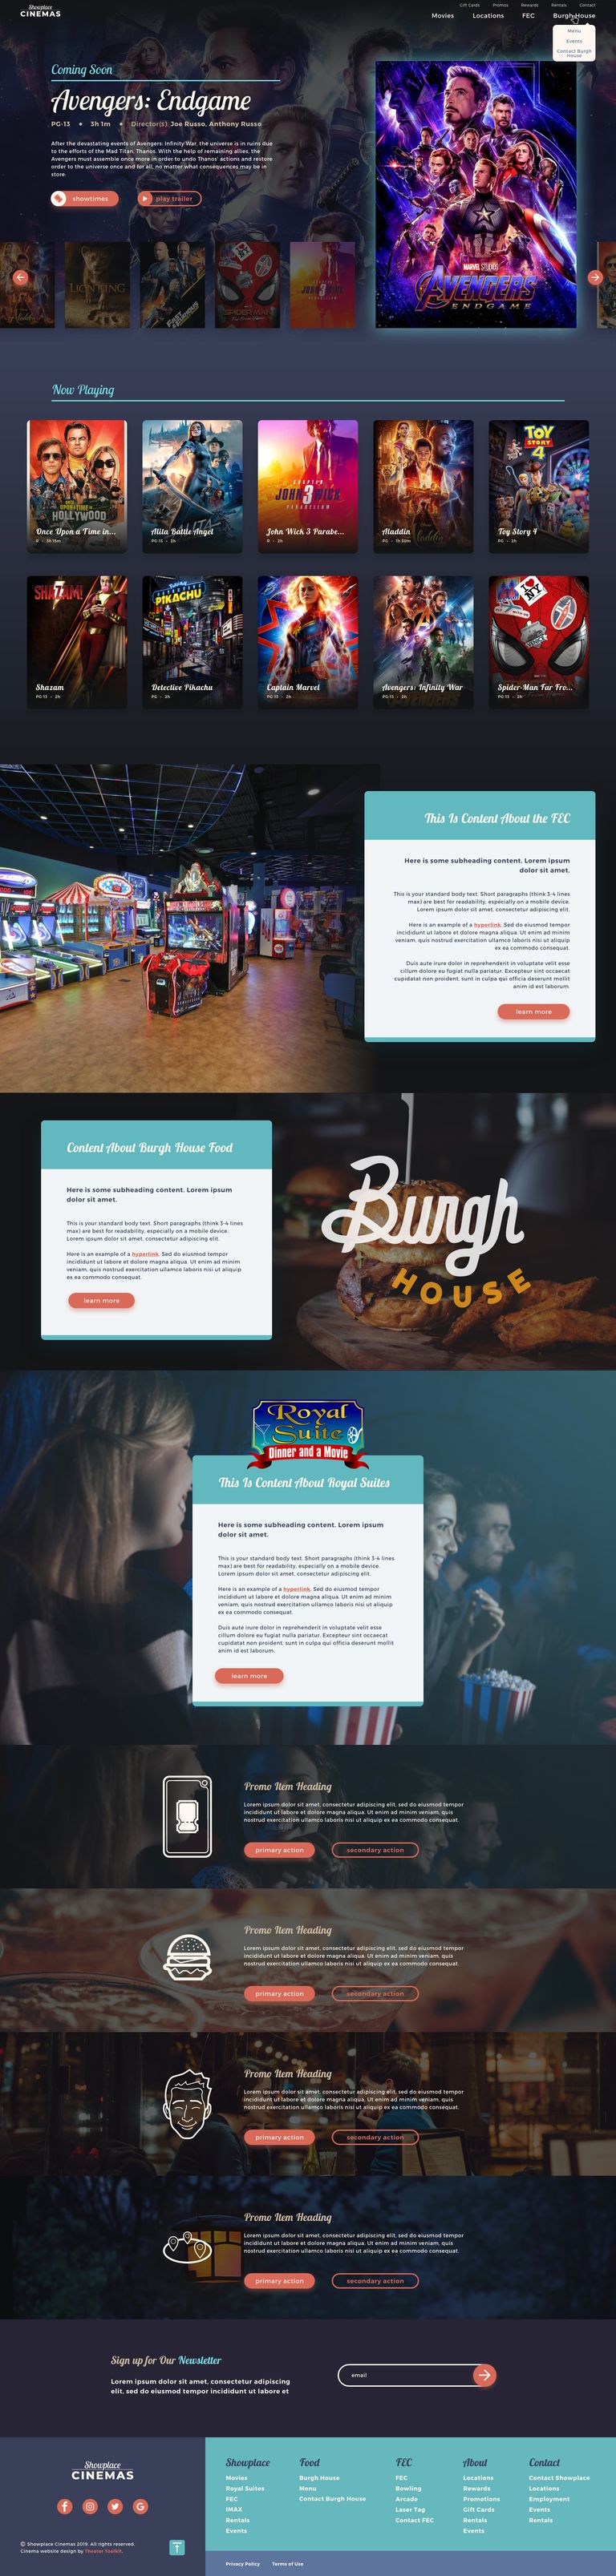 Showplace
CINEMAS
Gift Cards Promos Rewards Rentals Contact
Movies Locations FEC Burgh House
Menu
Events
Contact Burgh
House
Coming Soon
Avengers: Endgame
PG-13 • 3h 1m • Director(s): Joe Russo, Anthony Russo
After the devastating events of Avengers: Infinity War, the universe is in ruins due
to the efforts of the Mad Titan, Thanos. With the help of remaining allies, the
Avengers must assemble once more in order to undo Thanos' actions and restore
order to the universe once and for all, no matter what consequences may be in
store.
showtimes
play trailer
Aladdin
LION KING
FAST & FURIOUS
SPIDER-MAN
JOHN WICK
3
MARVEL STUDIOS
AVENGERS
ENDGAME
Now Playing
ONCE UPON A TIME IN
HOLLYWOOD
Once Upon a Time in...
R • 3h 15m
Alita Battle Angel
PG-13 • 2h
CHAPTER
JOHN 3 WICK
PARABELLUM
John Wick 3 Parabe...
R • 2h
Aladdin
Aladdin
PG • 1h 50m
TOY
STORY
4
Toy Story 4
PG • 2h
SHAZAM!
Shazam
PG-13 • 2h
POKÉMON
DETECTIVE
PIKACHU
Detective Pikachu
PG • 2h
Captain Marvel
PG-13 • 2h
Avengers: Infinity War
PG-13 • 2h
I ♥
NY
Spider-Man Far Fro...
PG-13 • 2h
This Is Content About the FEC
Here is some subheading content. Lorem ipsum
dolor sit amet.
This is your standard body text. Short paragraphs (think 3-4 lines
max) are best for readability, especially on a mobile device.
Lorem ipsum dolor sit amet, consectetur adipiscing elit.
Here is an example of a hyperlink. Sed do eiusmod tempor
incididunt ut labore et dolore magna aliqua. Ut enim ad minim
veniam, quis nostrud exercitation ullamco laboris nisi ut aliquip
ex ea commodo consequat.
Duis aute irure dolor in reprehenderit in voluptate velit esse
cillum dolore eu fugiat nulla pariatur. Excepteur sint occaecat
cupidatat non proident, sunt in culpa qui officia deserunt mollit
anim id est laborum.
learn more
Content About Burgh House Food
Here is some subheading content. Lorem ipsum
dolor sit amet.
This is your standard body text. Short paragraphs (think 3-4 lines
max) are best for readability, especially on a mobile device.
Lorem ipsum dolor sit amet, consectetur adipiscing elit.
Here is an example of a hyperlink. Sed do eiusmod tempor
incididunt ut labore et dolore magna aliqua. Ut enim ad minim
veniam, quis nostrud exercitation ullamco laboris nisi ut aliquip
ex ea commodo consequat.
learn more
Burgh
HOUSE
Royal
Suite
Dinner and a Movie
This Is Content About Royal Suites
Here is some subheading content. Lorem ipsum
dolor sit amet.
This is your standard body text. Short paragraphs (think 3-4 lines
max) are best for readability, especially on a mobile device.
Lorem ipsum dolor sit amet, consectetur adipiscing elit.
Here is an example of a hyperlink. Sed do eiusmod tempor
incididunt ut labore et dolore magna aliqua. Ut enim ad minim
veniam, quis nostrud exercitation ullamco laboris nisi ut aliquip
ex ea commodo consequat.
Duis aute irure dolor in reprehenderit in voluptate velit esse
cillum dolore eu fugiat nulla pariatur. Excepteur sint occaecat
cupidatat non proident, sunt in culpa qui officia deserunt mollit
anim id est laborum.
learn more
Promo Item Heading
Lorem ipsum dolor sit amet, consectetur adipiscing elit, sed do eiusmod tempor
incididunt ut labore et dolore magna aliqua. Ut enim ad minim veniam, quis
nostrud exercitation ullamco laboris nisi ut aliquip ex ea commodo consequat.
primary action secondary action
Promo Item Heading
Lorem ipsum dolor sit amet, consectetur adipiscing elit, sed do eiusmod tempor
incididunt ut labore et dolore magna aliqua. Ut enim ad minim veniam, quis
nostrud exercitation ullamco laboris nisi ut aliquip ex ea commodo consequat.
primary action secondary action
Promo Item Heading
Lorem ipsum dolor sit amet, consectetur adipiscing elit, sed do eiusmod tempor
incididunt ut labore et dolore magna aliqua. Ut enim ad minim veniam, quis
nostrud exercitation ullamco laboris nisi ut aliquip ex ea commodo consequat.
primary action secondary action
Promo Item Heading
Lorem ipsum dolor sit amet, consectetur adipiscing elit, sed do eiusmod tempor
incididunt ut labore et dolore magna aliqua. Ut enim ad minim veniam, quis
nostrud exercitation ullamco laboris nisi ut aliquip ex ea commodo consequat.
primary action secondary action
Sign up for Our Newsletter
Lorem ipsum dolor sit amet, consectetur adipiscing
elit, sed do eiusmod tempor incididunt ut labore et
email
Showplace
CINEMAS
© Showplace Cinemas 2019. All rights reserved.
Cinema website design by Theater Toolkit.
Showplace
Movies
Royal Suites
FEC
IMAX
Rentals
Events
Food
Burgh House
Menu
Contact Burgh House
FEC
FEC
Bowling
Arcade
Laser Tag
Contact FEC
About
Locations
Rewards
Promotions
Gift Cards
Rentals
Events
Contact
Contact Showplace
Locations
Employment
Events
Rentals
Privacy Policy Terms of Use